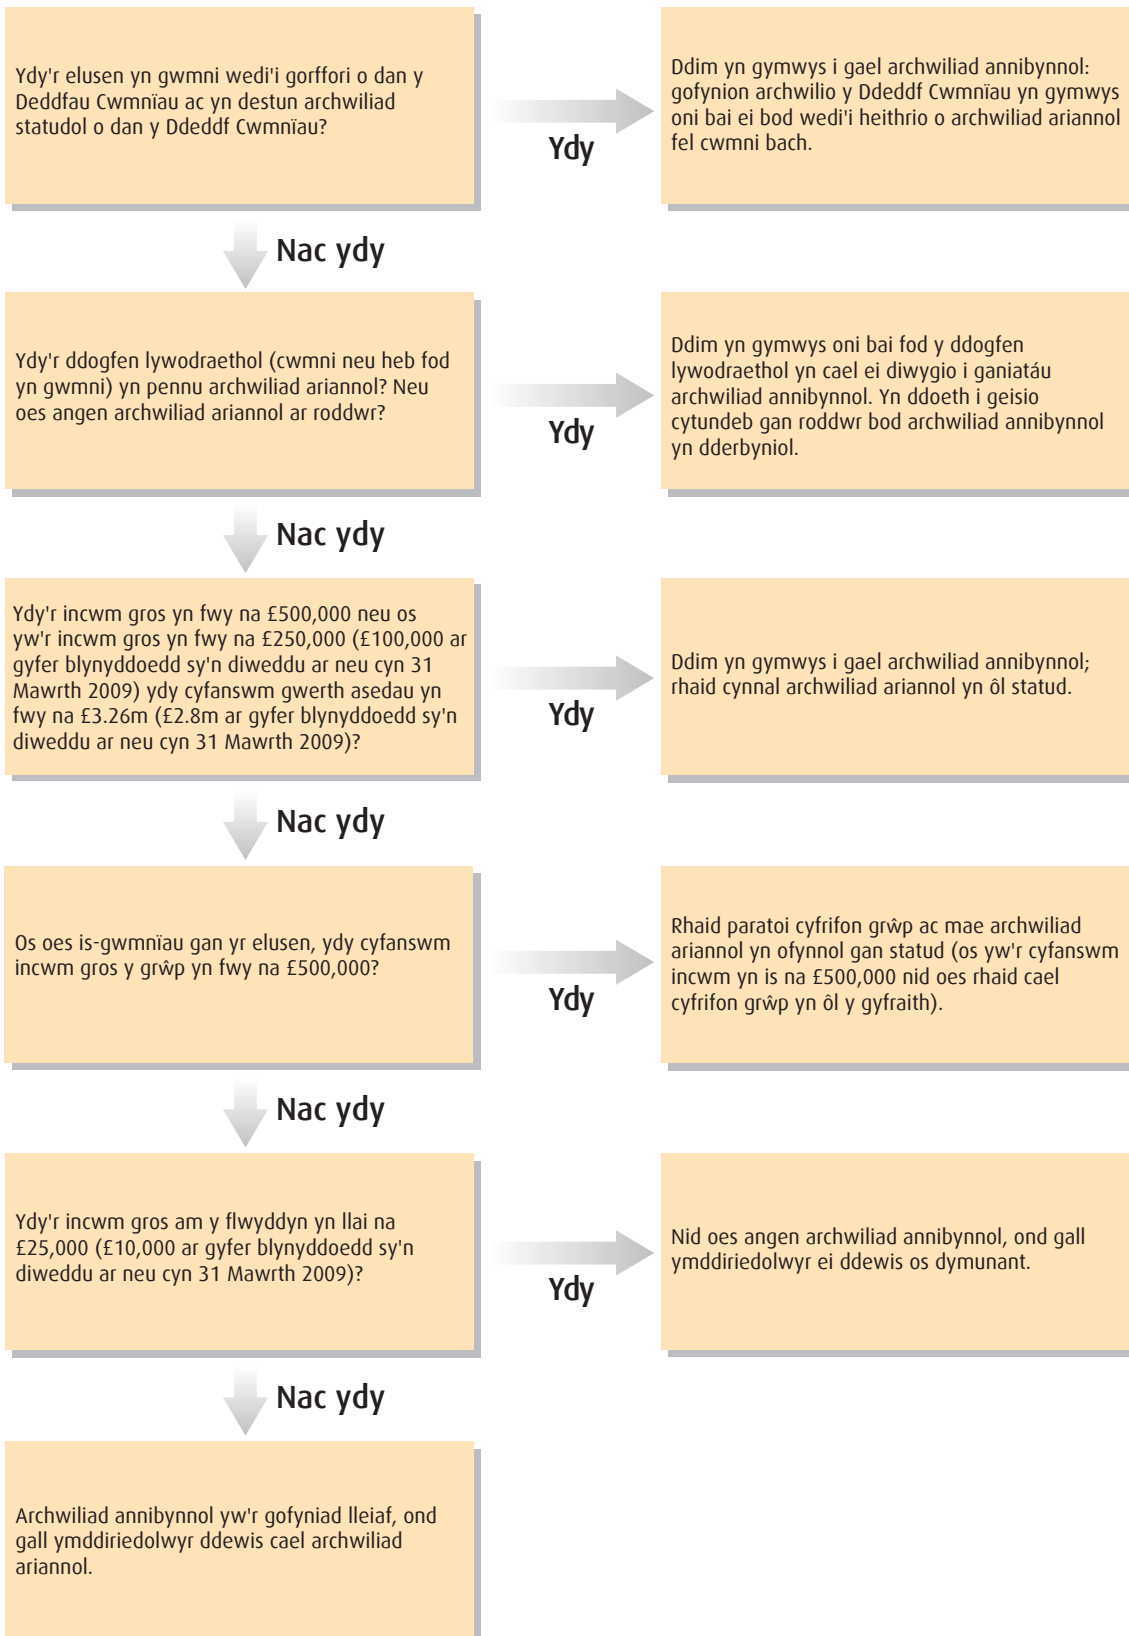 Ydy'r elusen yn gwmni wedi'i gorffori o dan y
Deddfau Cwmnïau ac yn destun archwiliad
statudol o dan y Ddeddf Cwmnïau?
Ydy
Ddim yn gymwys i gael archwiliad annibynnol:
gofynion archwilio y Ddeddf Cwmnïau yn gymwys
oni bai ei bod wedi'i heithrio o archwiliad ariannol
fel cwmni bach.
Nac ydy
Ydy'r ddogfen lywodraethol (cwmni neu heb fod
yn gwmni) yn pennu archwiliad ariannol? Neu
oes angen archwiliad ariannol ar roddwr?
Ydy
Ddim yn gymwys oni bai fod y ddogfen
lywodraethol yn cael ei diwygio i ganiatáu
archwiliad annibynnol. Yn ddoeth i geisio
cytundeb gan roddwr bod archwiliad annibynnol
yn dderbyniol.
Nac ydy
Ydy'r incwm gros yn fwy na £500,000 neu os
yw'r incwm gros yn fwy na £250,000 (£100,000 ar
gyfer blynyddoedd sy'n diweddu ar neu cyn 31
Mawrth 2009) ydy cyfanswm gwerth asedau yn
fwy na £3.26m (£2.8m ar gyfer blynyddoedd sy'n
diweddu ar neu cyn 31 Mawrth 2009)?
Ydy
Ddim yn gymwys i gael archwiliad annibynnol;
rhaid cynnal archwiliad ariannol yn ôl statud.
Nac ydy
Os oes is-gwmnïau gan yr elusen, ydy cyfanswm
incwm gros y grŵp yn fwy na £500,000?
Ydy
Rhaid paratoi cyfrifon grŵp ac mae archwiliad
ariannol yn ofynnol gan statud (os yw'r cyfanswm
incwm yn is na £500,000 nid oes rhaid cael
cyfrifon grŵp yn ôl y gyfraith).
Nac ydy
Ydy'r incwm gros am y flwyddyn yn llai na
£25,000 (£10,000 ar gyfer blynyddoedd sy'n
diweddu ar neu cyn 31 Mawrth 2009)?
Ydy
Nid oes angen archwiliad annibynnol, ond gall
ymddiriedolwyr ei ddewis os dymunant.
Nac ydy
Archwiliad annibynnol yw'r gofyniad lleiaf, ond
gall ymddiriedolwyr ddewis cael archwiliad
ariannol.